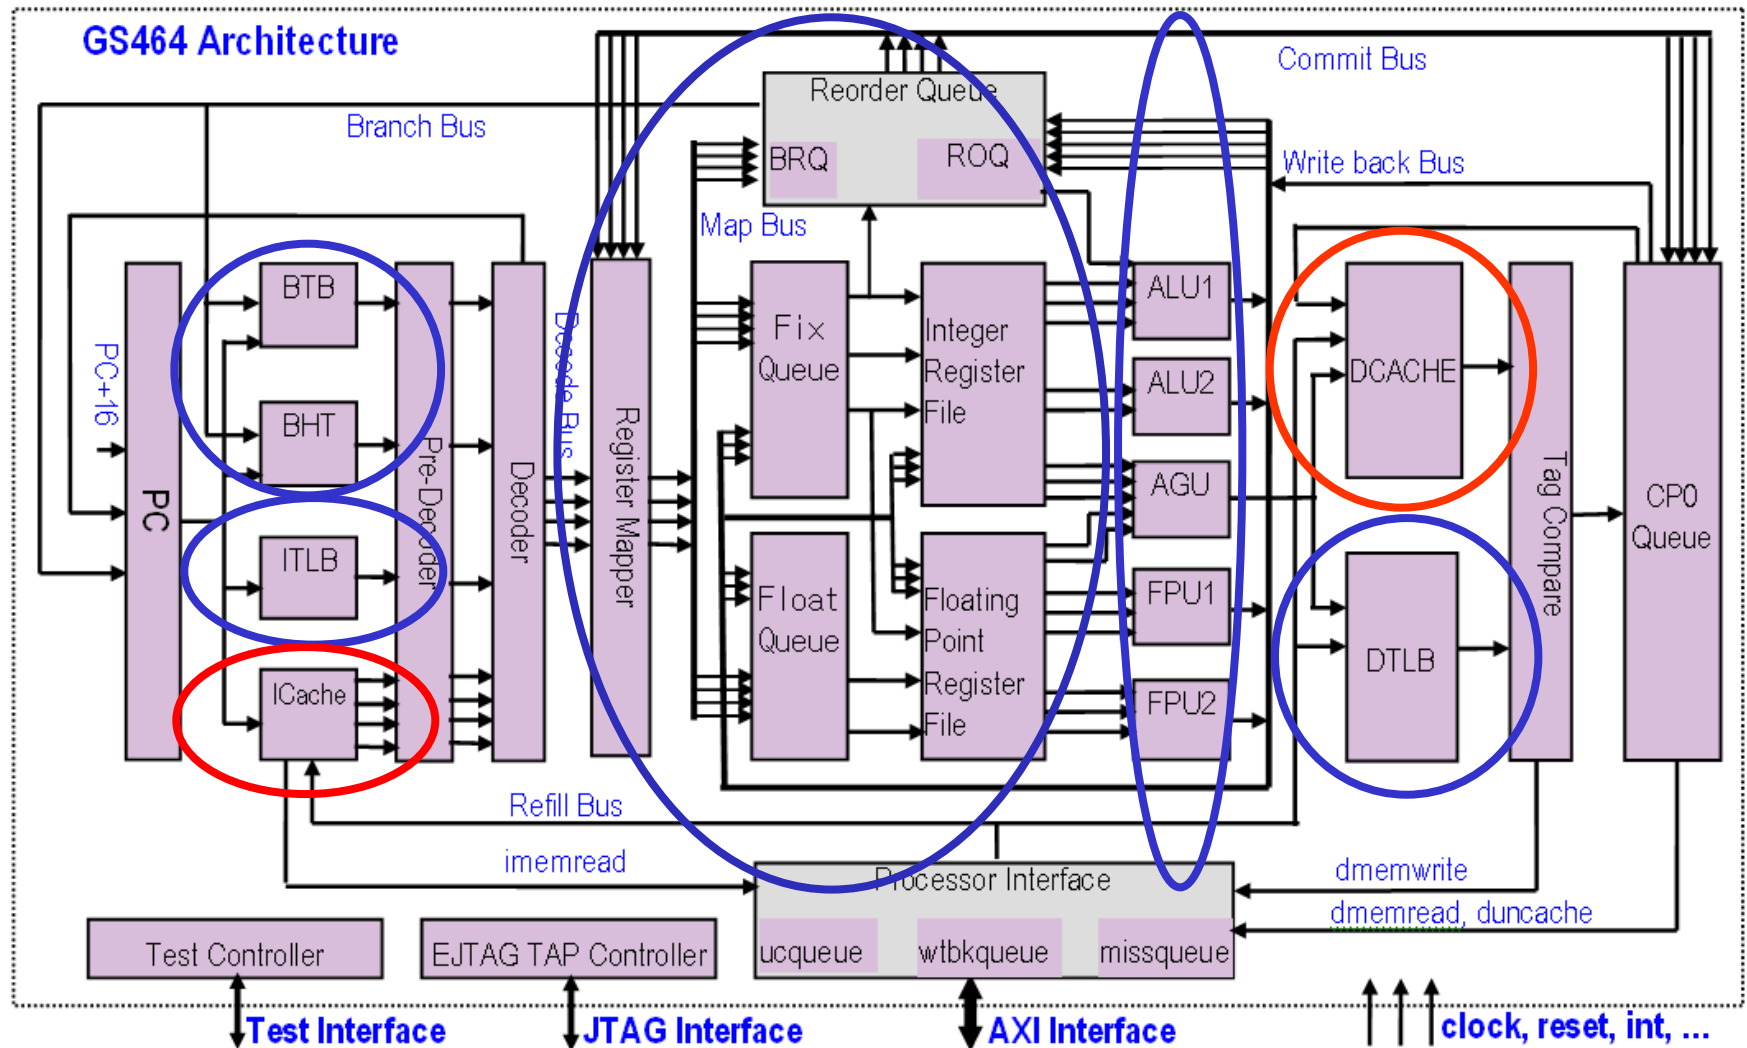 GS464 Architecture
Commit Bus
Reorder Queue
Branch Bus
BRQ
ROQ
Write back Bus
Map Bus
BTB
BHT
ITLB
ICache
PC+16
PC
Pre-Decoder
Decoder
Decode Bus
Register Mapper
Fix
Queue
Integer
Register
File
Float
Queue
Floating
Point
Register
File
ALU1
ALU2
AGU
FPU1
FPU2
DCACHE
DTLB
Tag Compare
CP0
Queue
Refill Bus
imemread
Processor Interface
dmemwrite
dmemread, duncache
ucqueue
wtbkqueue
missqueue
Test Controller
EJTAG TAP Controller
Test Interface
JTAG Interface
AXI Interface
clock, reset, int, ...